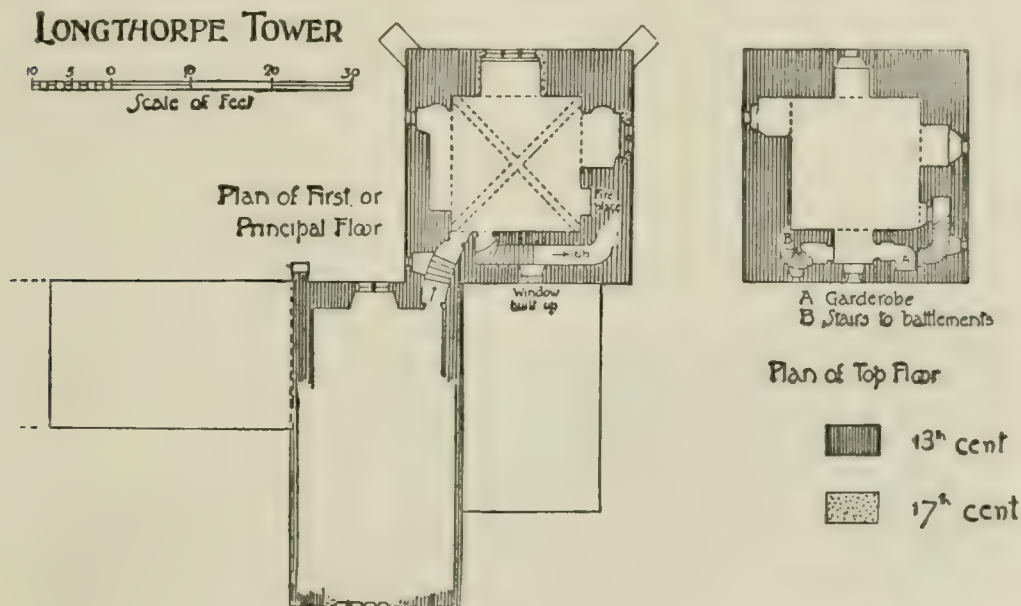 LONGTHORPE TOWER
10 5 0 10 20 30
Scale of Feet
Plan of First or
Principal Floor
Fire
place
up
Window
built up
B
A
A Garderobe
B Stairs to battlements
Plan of Top Floor
13th cent
17th cent